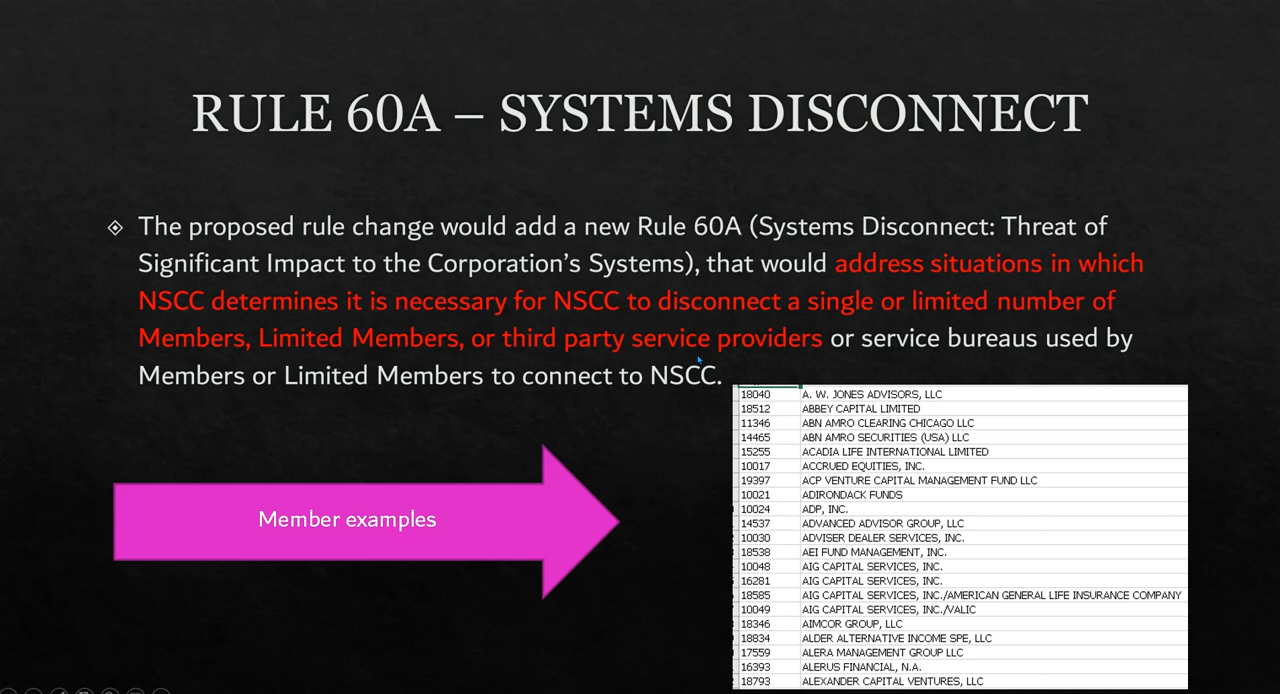 RULE 60A – SYSTEMS DISCONNECT
The proposed rule change would add a new Rule 60A (Systems Disconnect: Threat of
Significant Impact to the Corporation’s Systems), that would address situations in which
NSCC determines it is necessary for NSCC to disconnect a single or limited number of
Members, Limited Members, or third party service providers or service bureaus used by
Members or Limited Members to connect to NSCC.
Member examples
18040 A. W. JONES ADVISORS, LLC
18512 ABBEY CAPITAL LIMITED
11346 ABN AMRO CLEARING CHICAGO LLC
14465 ABN AMRO SECURITIES (USA) LLC
15255 ACADIA LIFE INTERNATIONAL LIMITED
10017 ACCRUED EQUITIES, INC.
19397 ACP VENTURE CAPITAL MANAGEMENT FUND LLC
10021 ADIRONDACK FUNDS
10024 ADP, INC.
14537 ADVANCED ADVISOR GROUP, LLC
10030 ADVISER DEALER SERVICES, INC.
18538 AEI FUND MANAGEMENT, INC.
10048 AIG CAPITAL SERVICES, INC.
16281 AIG CAPITAL SERVICES, INC.
18585 AIG CAPITAL SERVICES, INC./AMERICAN GENERAL LIFE INSURANCE COMPANY
10049 AIG CAPITAL SERVICES, INC./VALIC
18346 AIMCOR GROUP, LLC
18834 ALDER ALTERNATIVE INCOME SPE, LLC
17559 ALERA MANAGEMENT GROUP LLC
16393 ALERUS FINANCIAL, N.A.
18793 ALEXANDER CAPITAL VENTURES, LLC